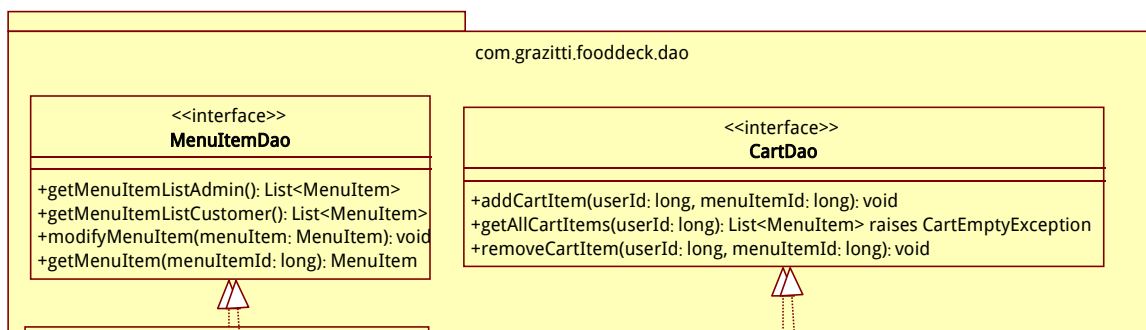 com.grazitti.fooddeck.dao
<<interface>>
MenuItemDao
+getMenuItemListAdmin(): List<MenuItem>
+getMenuItemListCustomer(): List<MenuItem>
+modifyMenuItem(menuItem: MenuItem): void
+getMenuItem(menuItemId: long): MenuItem
<<interface>>
CartDao
+addCartItem(userId: long, menuItemId: long): void
+getAllCartItems(userId: long): List<MenuItem> raises CartEmptyException
+removeCartItem(userId: long, menuItemId: long): void